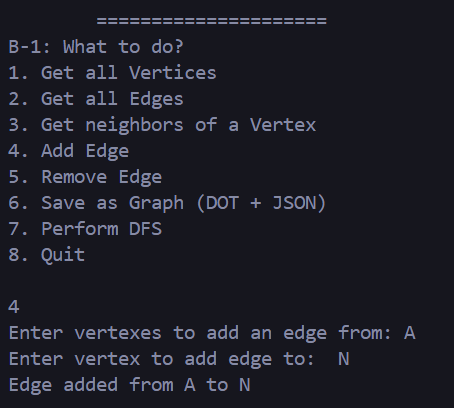 =====================
B-1: What to do?
1. Get all Vertices
2. Get all Edges
3. Get neighbors of a Vertex
4. Add Edge
5. Remove Edge
6. Save as Graph (DOT + JSON)
7. Perform DFS
8. Quit
4
Enter vertexes to add an edge from: A
Enter vertex to add edge to:  N
Edge added from A to N